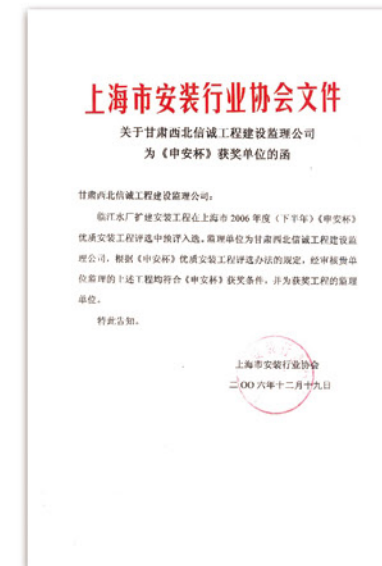 上海市安装行业协会文件
关于甘肃西北信诚工程建设监理公司
为《申安杯》获奖单位的函
甘肃西北信诚工程建设监理公司：
临江水厂扩建安装工程在上海市 2006 年度（下半年）《申安杯》
优质安装工程评选中预评入选。监理单位为甘肃西北信诚工程建设监
理公司，根据《申安杯》优质安装工程评选办法的规定，经审核贵单
位监理的上述工程均符合《申安杯》获奖条件，并为获奖工程的监理
单位。
特此告知。
上海市安装行业协会
二 OO 六年十二月十九日